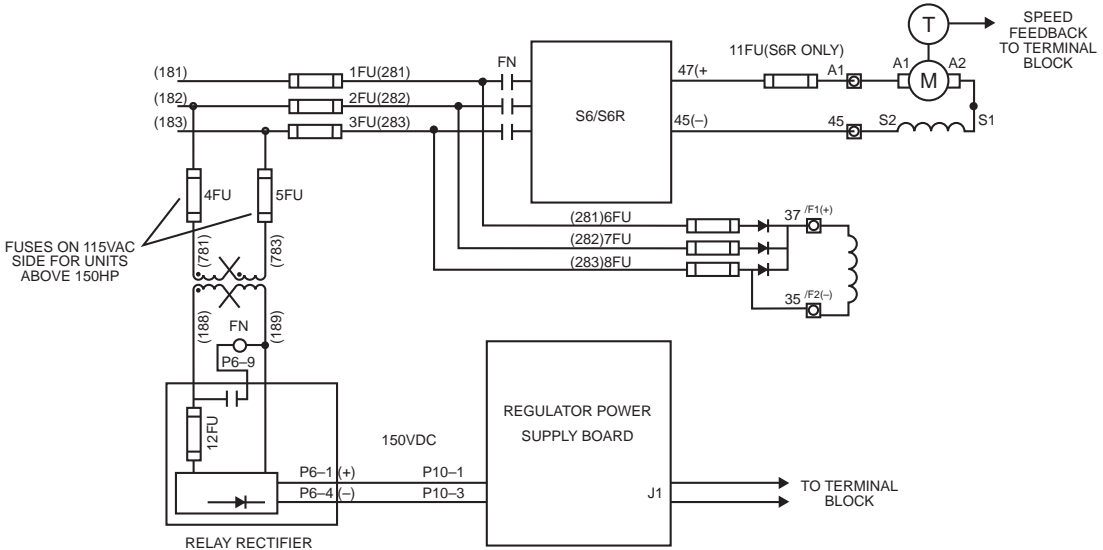 T
SPEED
FEEDBACK
TO TERMINAL
BLOCK
11FU(S6R ONLY)
FN
(181)
1FU(281)
47(+
A1
A1
M
A2
(182)
2FU(282)
S6/S6R
(183)
3FU(283)
45(–)
45
S2
S1
4FU
5FU
(281)6FU
37 /F1(+)
FUSES ON 115VAC
SIDE FOR UNITS
ABOVE 150HP
(282)7FU
(781)
(783)
(283)8FU
35 /F2(–)
(188)
FN
(189)
P6–9
REGULATOR POWER
SUPPLY BOARD
12FU
150VDC
P6–1 (+)
P10–1
P6–4 (–)
P10–3
J1
TO TERMINAL
BLOCK
RELAY RECTIFIER